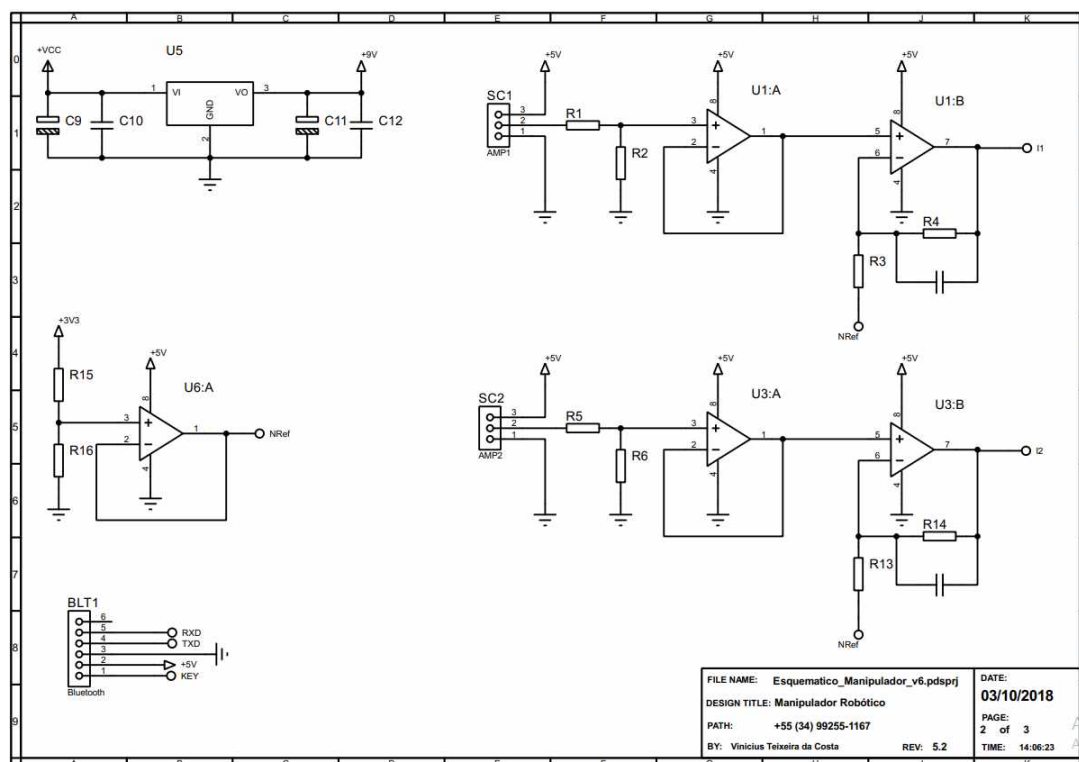 A B C D E F G H J K
0
1
2
3
4
5
6
7
8
9
+VCC
U5
+9V
1 VI VO 3
GND
2
C9 C10 C11 C12
SC1
+5V
3
2
1
AMP1
R1
R2
+5V
U1:A
8
3
2
1
4
+5V
U1:B
8
5
6
7
4
I1
R4
R3
NRef
+3V3
R15
R16
+5V
U6:A
8
3
2
1
4
NRef
SC2
+5V
3
2
1
AMP2
R5
R6
+5V
U3:A
8
3
2
1
4
+5V
U3:B
8
5
6
7
4
I2
R14
R13
NRef
BLT1
6
5 RXD
4 TXD
3
2 +5V
1 KEY
Bluetooth
FILE NAME: Esquematico_Manipulador_v6.pdsprj
DESIGN TITLE: Manipulador Robótico
PATH: +55 (34) 99255-1167
BY: Vinicius Teixeira da Costa REV: 5.2
DATE:
03/10/2018
PAGE:
2 of 3
TIME: 14:06:23